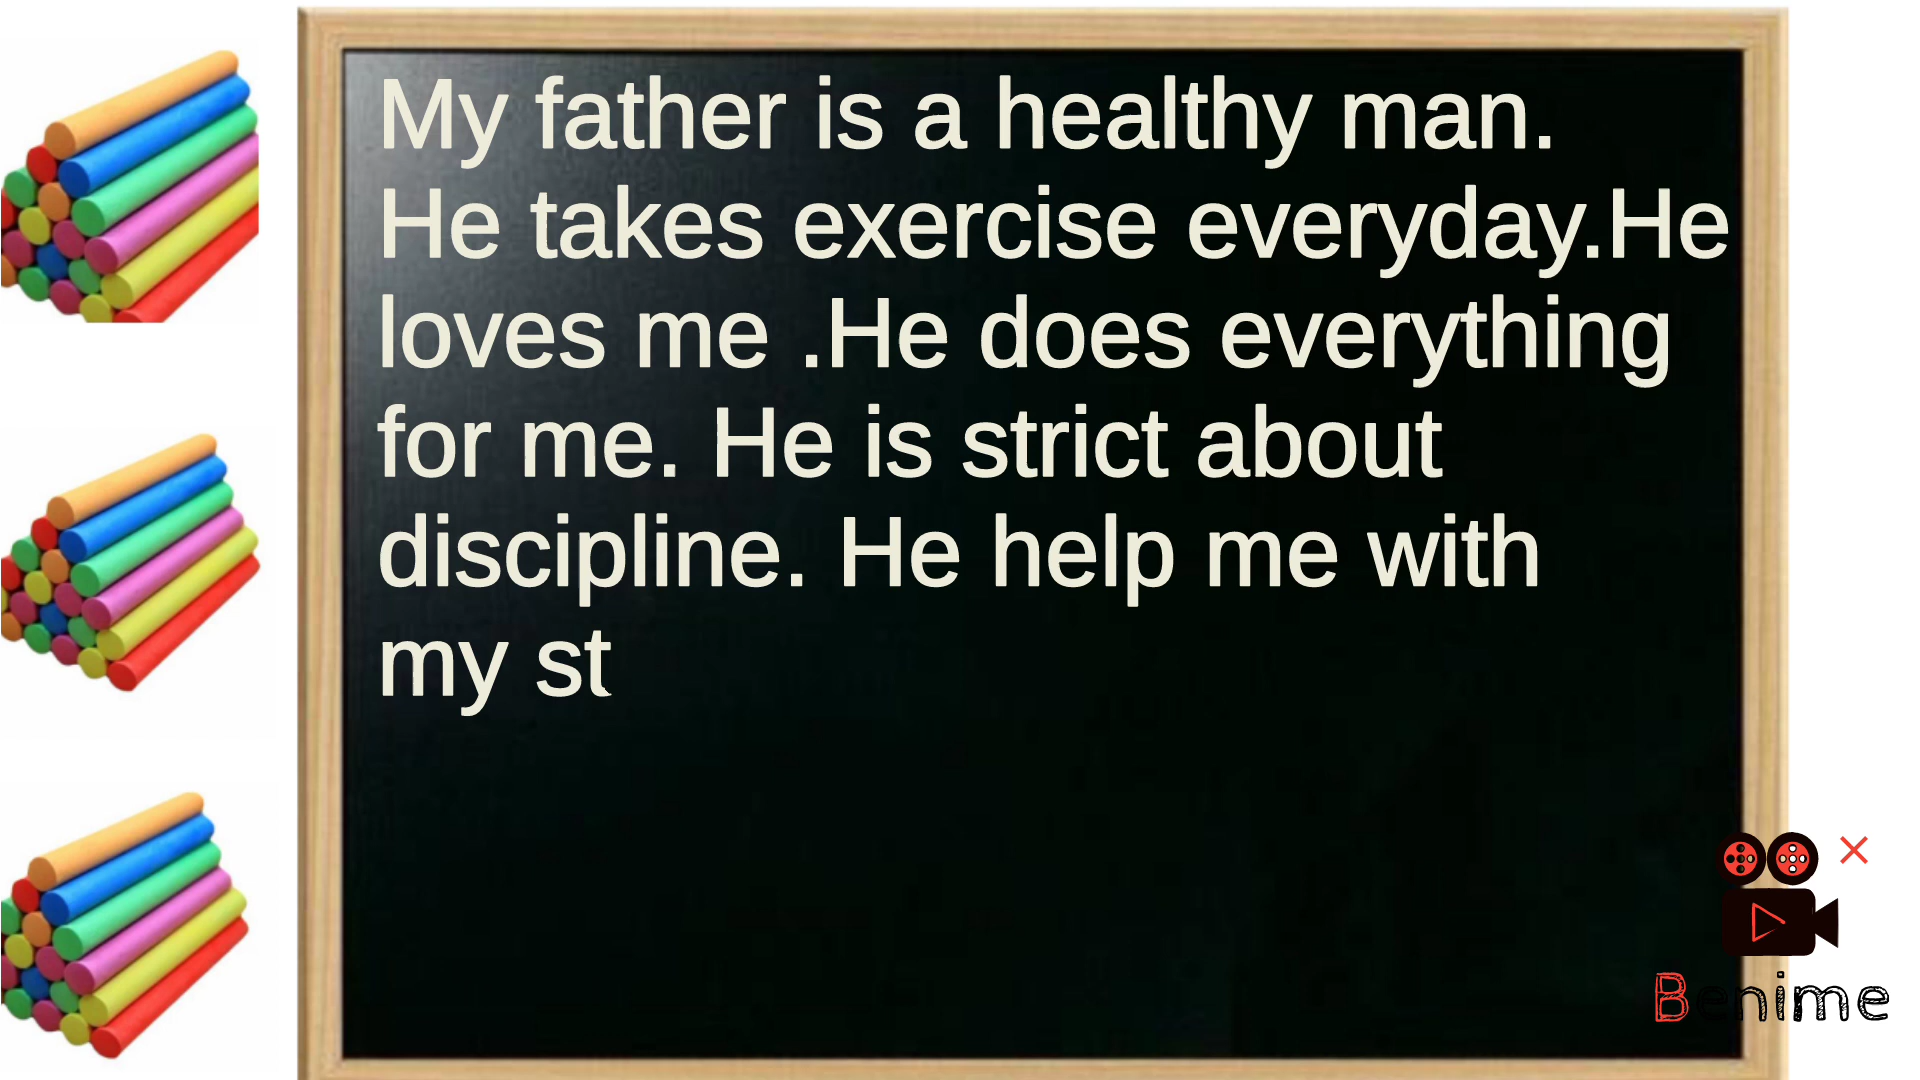 My father is a healthy man.
He takes exercise everyday.He
loves me .He does everything
for me. He is strict about
discipline. He help me with
my st
Benime